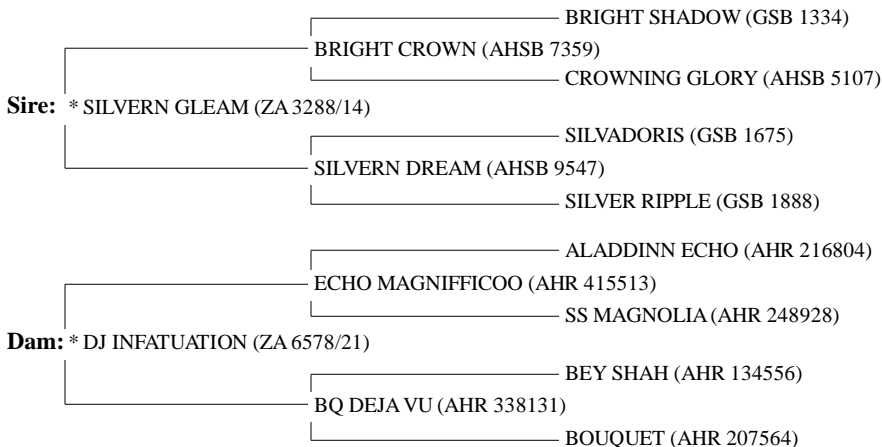 BRIGHT SHADOW (GSB 1334)
BRIGHT CROWN (AHSB 7359)
CROWNING GLORY (AHSB 5107)
Sire: * SILVERN GLEAM (ZA 3288/14)
SILVADORIS (GSB 1675)
SILVERN DREAM (AHSB 9547)
SILVER RIPPLE (GSB 1888)
ALADDINN ECHO (AHR 216804)
ECHO MAGNIFFICOO (AHR 415513)
SS MAGNOLIA (AHR 248928)
Dam: * DJ INFATUATION (ZA 6578/21)
BEY SHAH (AHR 134556)
BQ DEJA VU (AHR 338131)
BOUQUET (AHR 207564)